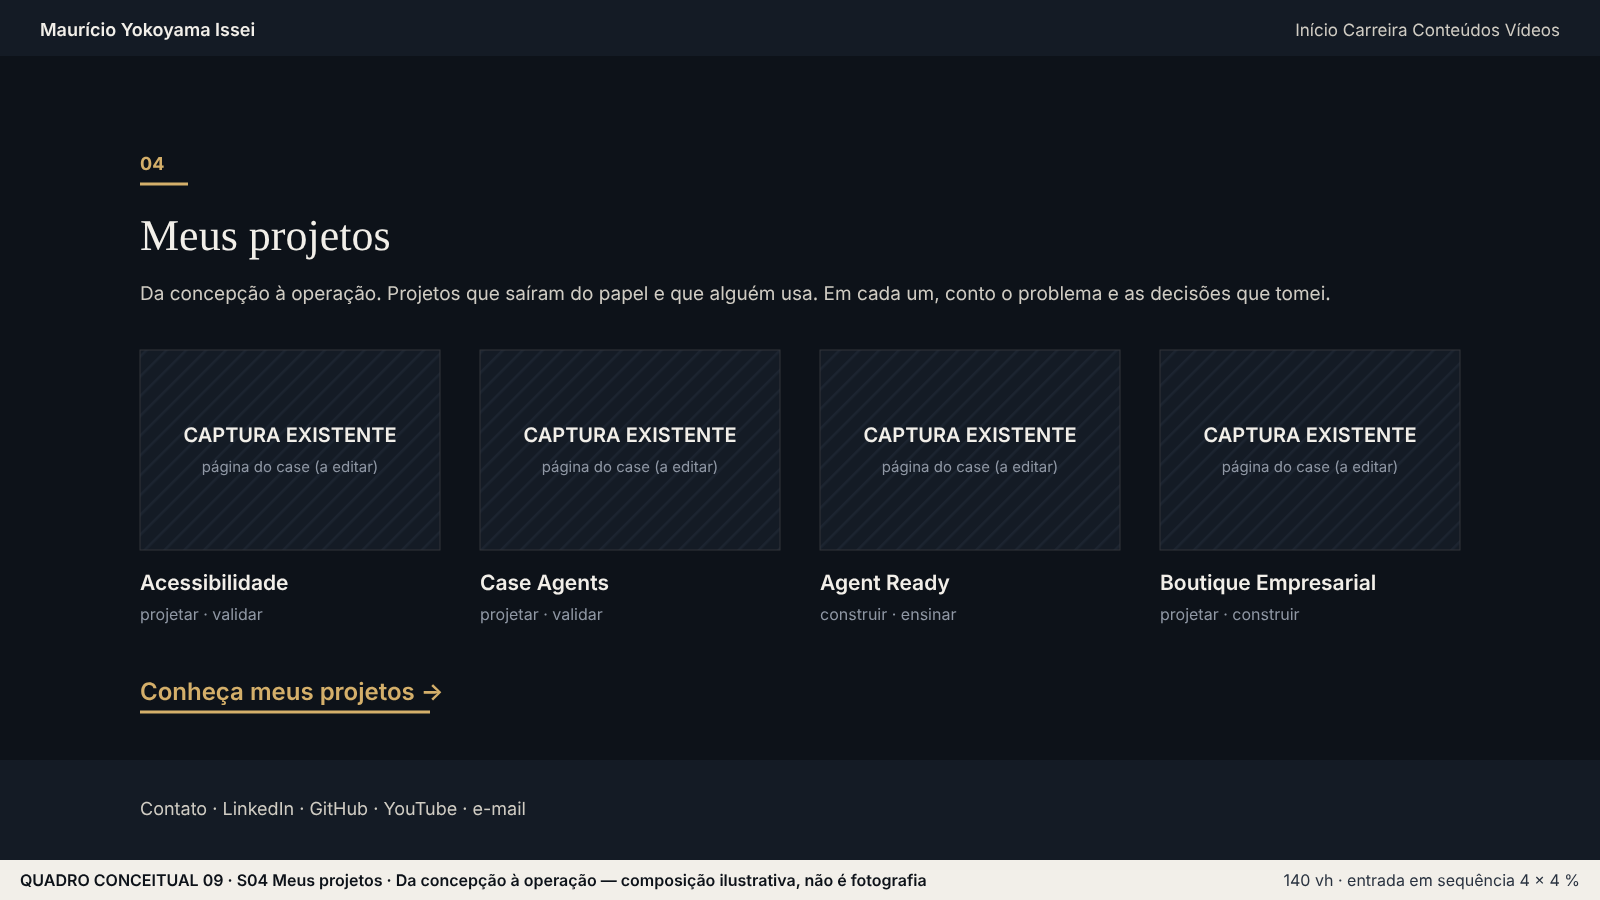 Maurício Yokoyama Issei
Início Carreira Conteúdos Vídeos
04
Meus projetos
Da concepção à operação. Projetos que saíram do papel e que alguém usa. Em cada um, conto o problema e as decisões que tomei.
CAPTURA EXISTENTE
página do case (a editar)
CAPTURA EXISTENTE
página do case (a editar)
CAPTURA EXISTENTE
página do case (a editar)
CAPTURA EXISTENTE
página do case (a editar)
Acessibilidade
projetar · validar
Case Agents
projetar · validar
Agent Ready
construir · ensinar
Boutique Empresarial
projetar · construir
Conheça meus projetos →
Contato · LinkedIn · GitHub · YouTube · e-mail
QUADRO CONCEITUAL 09 · S04 Meus projetos · Da concepção à operação — composição ilustrativa, não é fotografia
140 vh · entrada em sequência 4 × 4 %